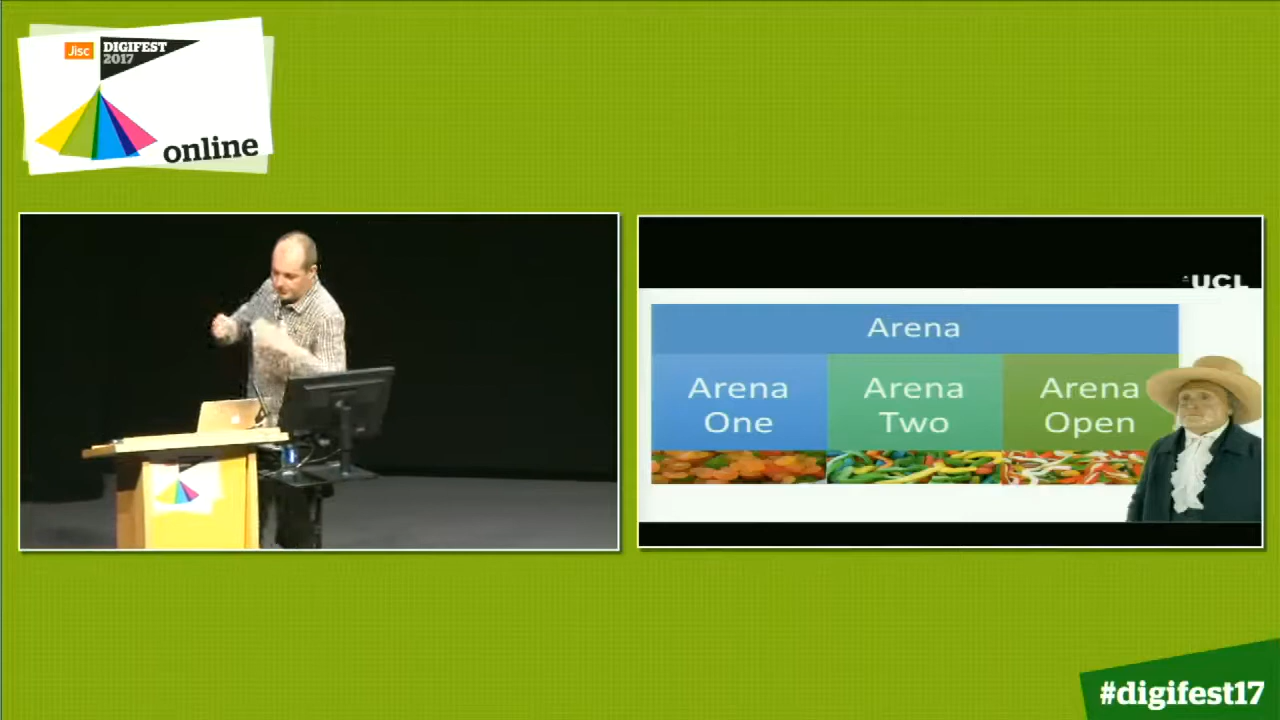 Jisc
DIGIFEST
2017
online
UCL
Arena
Arena
One
Arena
Two
Arena
Open
#digifest17